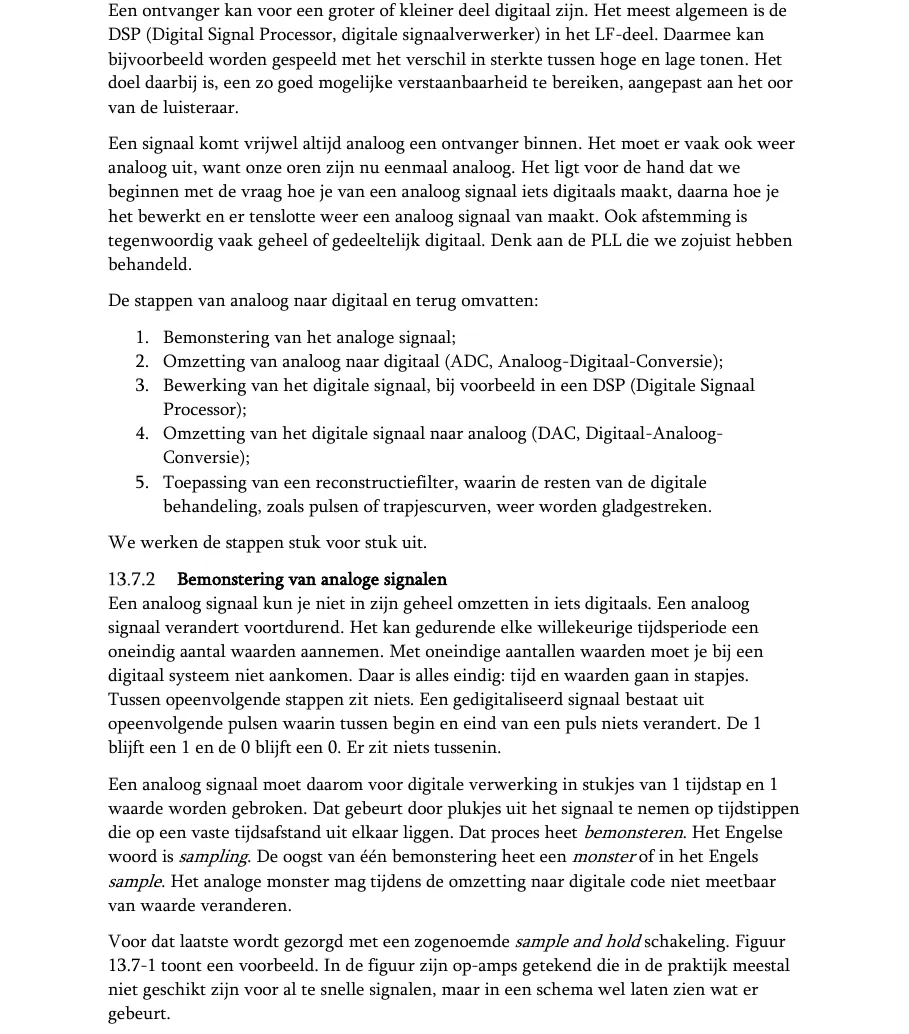 Een ontvanger kan voor een groter of kleiner deel digitaal zijn. Het meest algemeen is de
DSP (Digital Signal Processor, digitale signaalverwerker) in het LF-deel. Daarmee kan
bijvoorbeeld worden gespeeld met het verschil in sterkte tussen hoge en lage tonen. Het
doel daarbij is, een zo goed mogelijke verstaanbaarheid te bereiken, aangepast aan het oor
van de luisteraar.
Een signaal komt vrijwel altijd analoog een ontvanger binnen. Het moet er vaak ook weer
analoog uit, want onze oren zijn nu eenmaal analoog. Het ligt voor de hand dat we
beginnen met de vraag hoe je van een analoog signaal iets digitaals maakt, daarna hoe je
het bewerkt en er tenslotte weer een analoog signaal van maakt. Ook afstemming is
tegenwoordig vaak geheel of gedeeltelijk digitaal. Denk aan de PLL die we zojuist hebben
behandeld.
De stappen van analoog naar digitaal en terug omvatten:
1. Bemonstering van het analoge signaal;
2. Omzetting van analoog naar digitaal (ADC, Analoog-Digitaal-Conversie);
3. Bewerking van het digitale signaal, bij voorbeeld in een DSP (Digitale Signaal
Processor);
4. Omzetting van het digitale signaal naar analoog (DAC, Digitaal-Analoog-
Conversie);
5. Toepassing van een reconstructiefilter, waarin de resten van de digitale
behandeling, zoals pulsen of trapjescurven, weer worden gladgestreken.
We werken de stappen stuk voor stuk uit.
13.7.2 Bemonstering van analoge signalen
Een analoog signaal kun je niet in zijn geheel omzetten in iets digitaals. Een analoog
signaal verandert voortdurend. Het kan gedurende elke willekeurige tijdsperiode een
oneindig aantal waarden aannemen. Met oneindige aantallen waarden moet je bij een
digitaal systeem niet aankomen. Daar is alles eindig: tijd en waarden gaan in stapjes.
Tussen opeenvolgende stappen zit niets. Een gedigitaliseerd signaal bestaat uit
opeenvolgende pulsen waarin tussen begin en eind van een puls niets verandert. De 1
blijft een 1 en de 0 blijft een 0. Er zit niets tussenin.
Een analoog signaal moet daarom voor digitale verwerking in stukjes van 1 tijdstap en 1
waarde worden gebroken. Dat gebeurt door plukjes uit het signaal te nemen op tijdstippen
die op een vaste tijdsafstand uit elkaar liggen. Dat proces heet bemonsteren. Het Engelse
woord is sampling. De oogst van één bemonstering heet een monster of in het Engels
sample. Het analoge monster mag tijdens de omzetting naar digitale code niet meetbaar
van waarde veranderen.
Voor dat laatste wordt gezorgd met een zogenoemde sample and hold schakeling. Figuur
13.7-1 toont een voorbeeld. In de figuur zijn op-amps getekend die in de praktijk meestal
niet geschikt zijn voor al te snelle signalen, maar in een schema wel laten zien wat er
gebeurt.